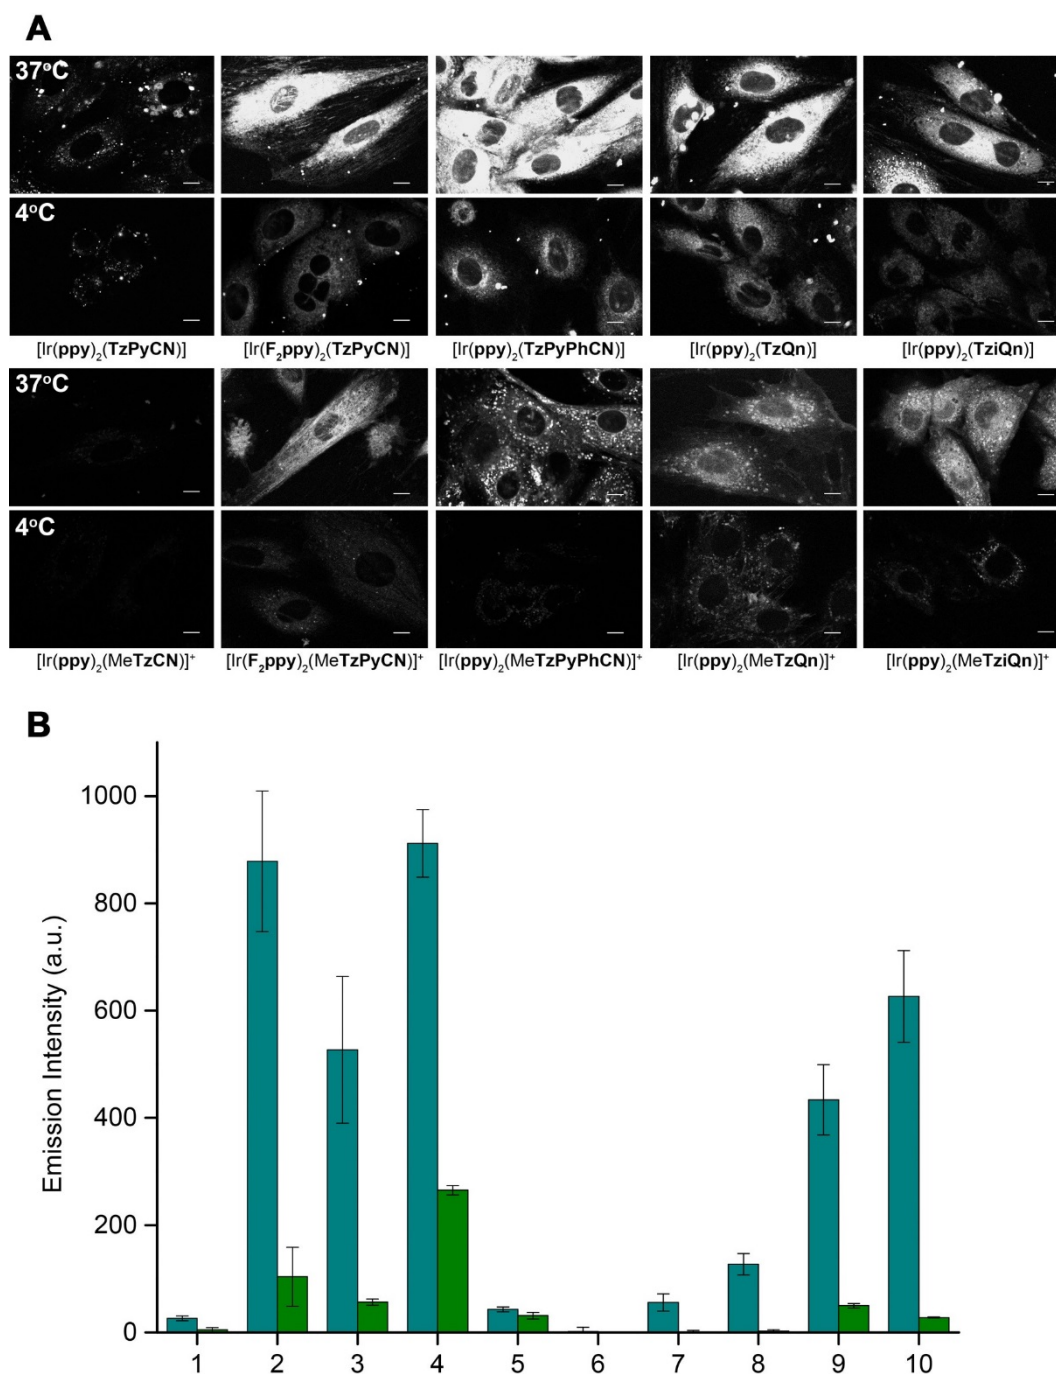 A
37°C
4°C
[Ir(ppy)₂(TzPyCN)] [Ir(F₂ppy)₂(TzPyCN)] [Ir(ppy)₂(TzPyPhCN)] [Ir(ppy)₂(TzQn)] [Ir(ppy)₂(TziQn)]
37°C
4°C
[Ir(ppy)₂(MeTzCN)]⁺ [Ir(F₂ppy)₂(MeTzPyCN)]⁺ [Ir(ppy)₂(MeTzPyPhCN)]⁺ [Ir(ppy)₂(MeTzQn)]⁺ [Ir(ppy)₂(MeTziQn)]⁺
B
Emission Intensity (a.u.)
1000
800
600
400
200
0
1 2 3 4 5 6 7 8 9 10